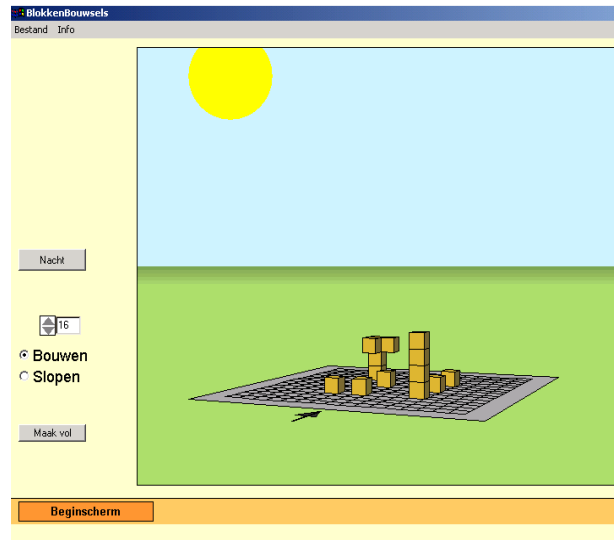 BlokkenBouwsels
Bestand Info
Nacht
16
Bouwen
Slopen
Maak vol
Beginscherm